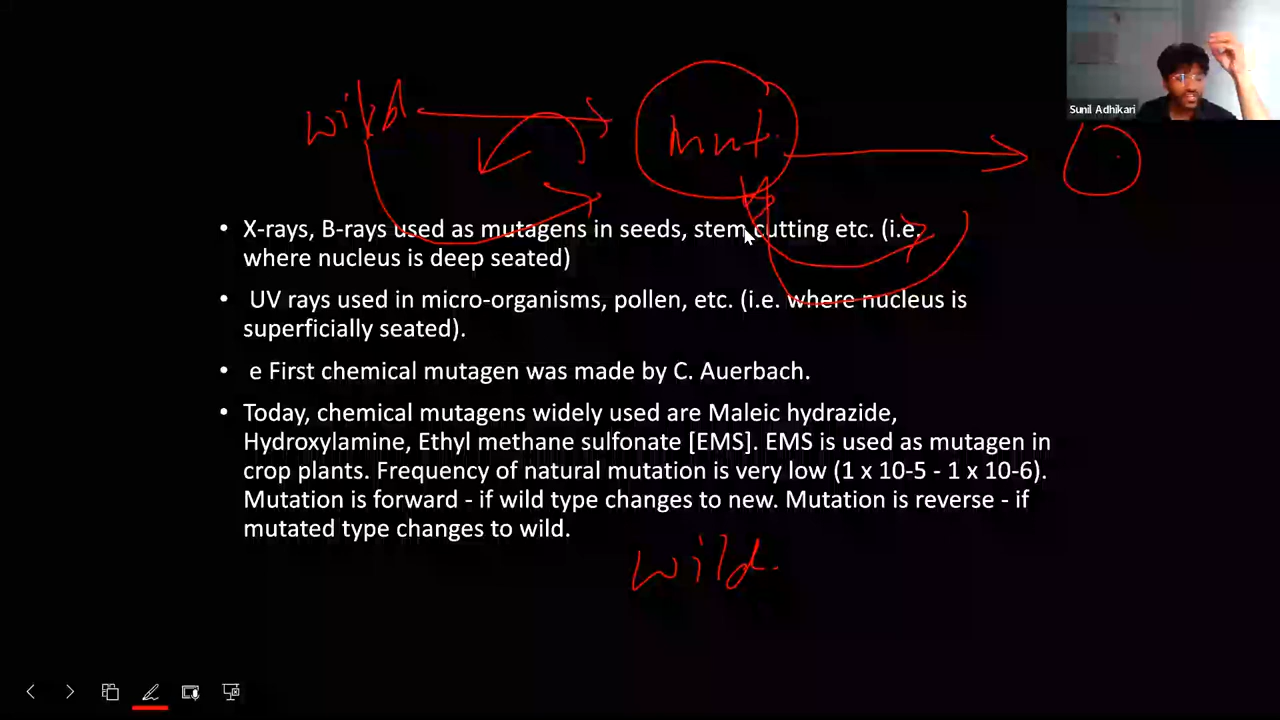 Sunil Adhikari
wild
mut.
• X-rays, B-rays used as mutagens in seeds, stem cutting etc. (i.e.
where nucleus is deep seated)
• UV rays used in micro-organisms, pollen, etc. (i.e. where nucleus is
superficially seated).
• e First chemical mutagen was made by C. Auerbach.
• Today, chemical mutagens widely used are Maleic hydrazide,
Hydroxylamine, Ethyl methane sulfonate [EMS]. EMS is used as mutagen in
crop plants. Frequency of natural mutation is very low (1 x 10-5 - 1 x 10-6).
Mutation is forward - if wild type changes to new. Mutation is reverse - if
mutated type changes to wild.
wild.